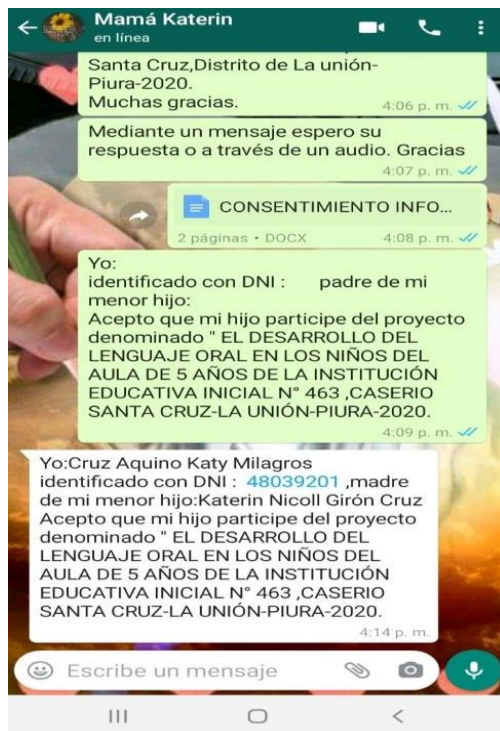 Mamá Katerin
en línea
Santa Cruz,Distrito de La unión-
Piura-2020.
Muchas gracias.
4:06 p. m.
Mediante un mensaje espero su
respuesta o a través de un audio. Gracias
4:07 p. m.
CONSENTIMIENTO INFO...
2 páginas • DOCX 4:08 p. m.
Yo:
identificado con DNI : padre de mi
menor hijo:
Acepto que mi hijo participe del proyecto
denominado " EL DESARROLLO DEL
LENGUAJE ORAL EN LOS NIÑOS DEL
AULA DE 5 AÑOS DE LA INSTITUCIÓN
EDUCATIVA INICIAL N° 463 ,CASERIO
SANTA CRUZ-LA UNIÓN-PIURA-2020.
4:09 p. m.
Yo:Cruz Aquino Katy Milagros
identificado con DNI : 48039201 ,madre
de mi menor hijo:Katerin Nicoll Girón Cruz
Acepto que mi hijo participe del proyecto
denominado " EL DESARROLLO DEL
LENGUAJE ORAL EN LOS NIÑOS DEL
AULA DE 5 AÑOS DE LA INSTITUCIÓN
EDUCATIVA INICIAL N° 463 ,CASERIO
SANTA CRUZ-LA UNIÓN-PIURA-2020.
4:14 p. m.
Escribe un mensaje